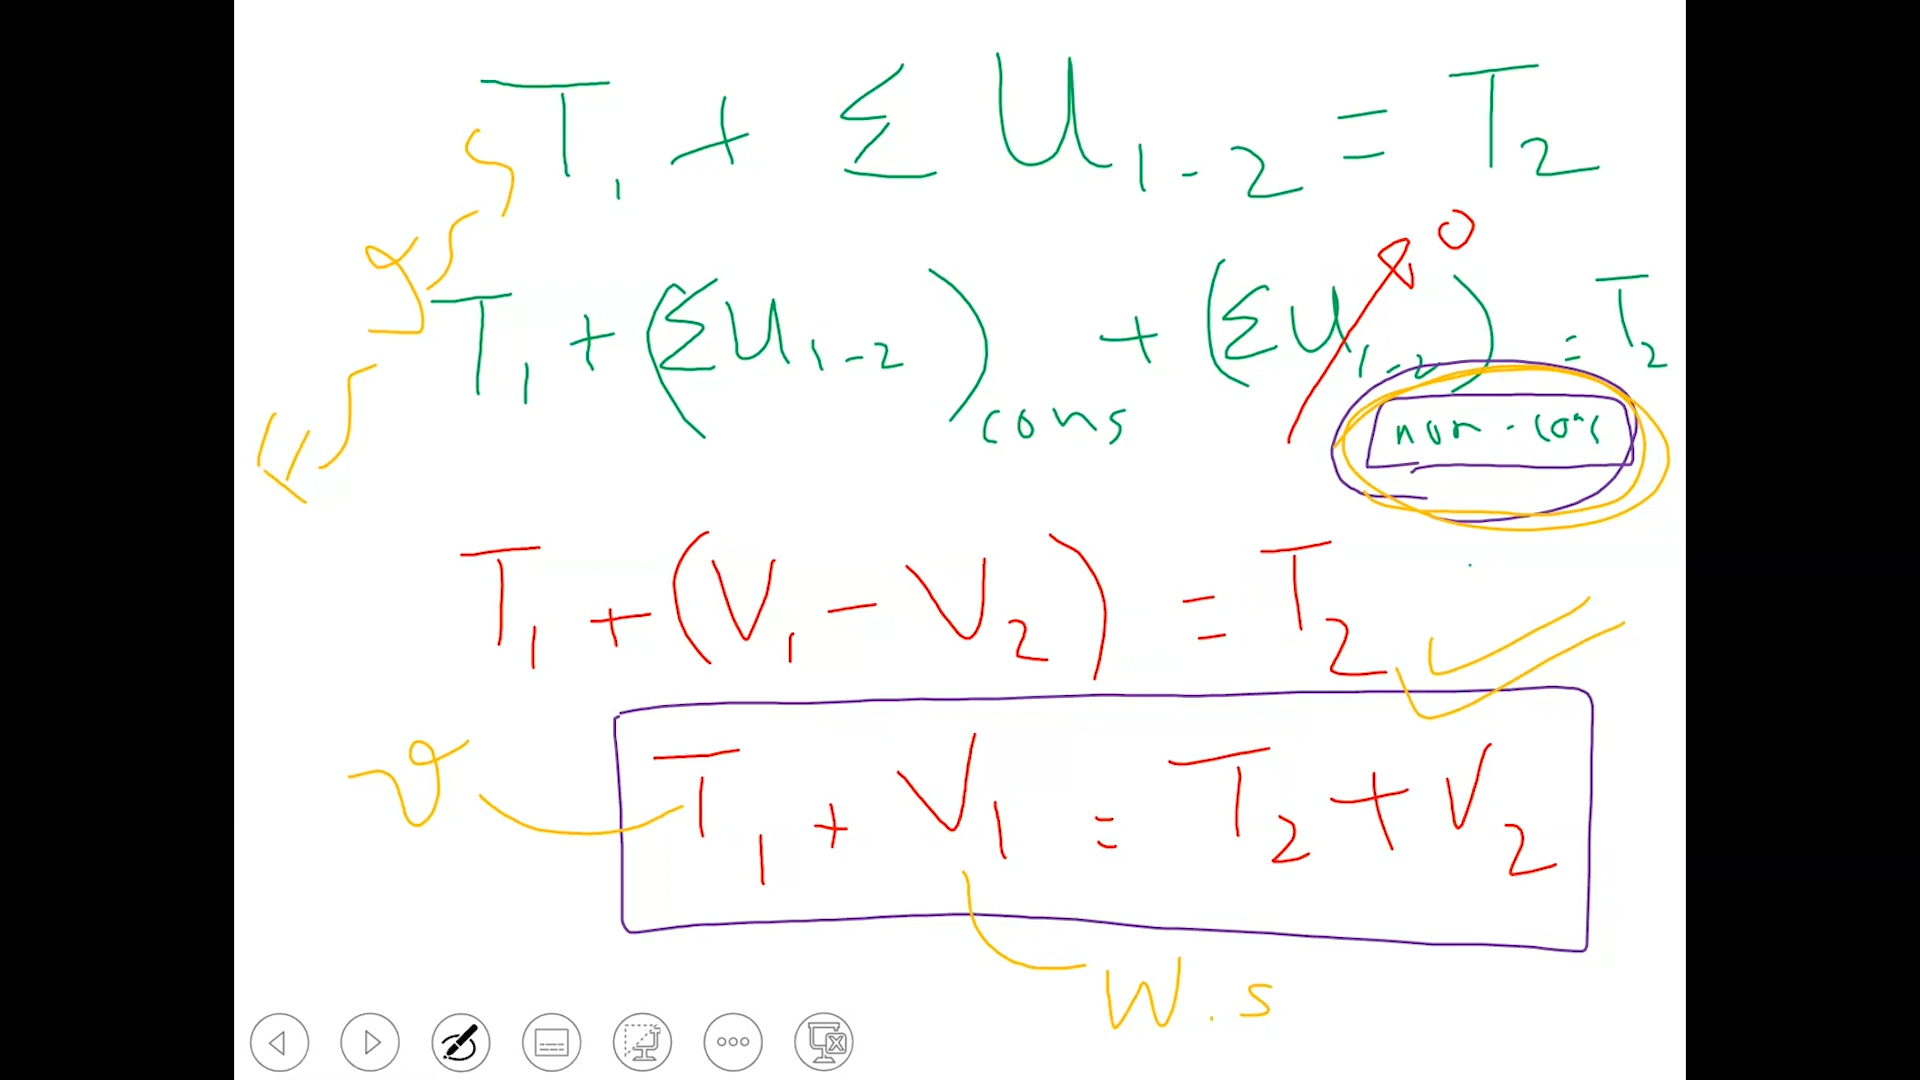 T₁ + Σ U₁₋₂ = T₂
0
T₁ + (ΣU₁₋₂)cons + (ΣU₁₋₂)non-cons = T₂
T₁ + (V₁ - V₂) = T₂
T₁ + V₁ = T₂ + V₂
W.s